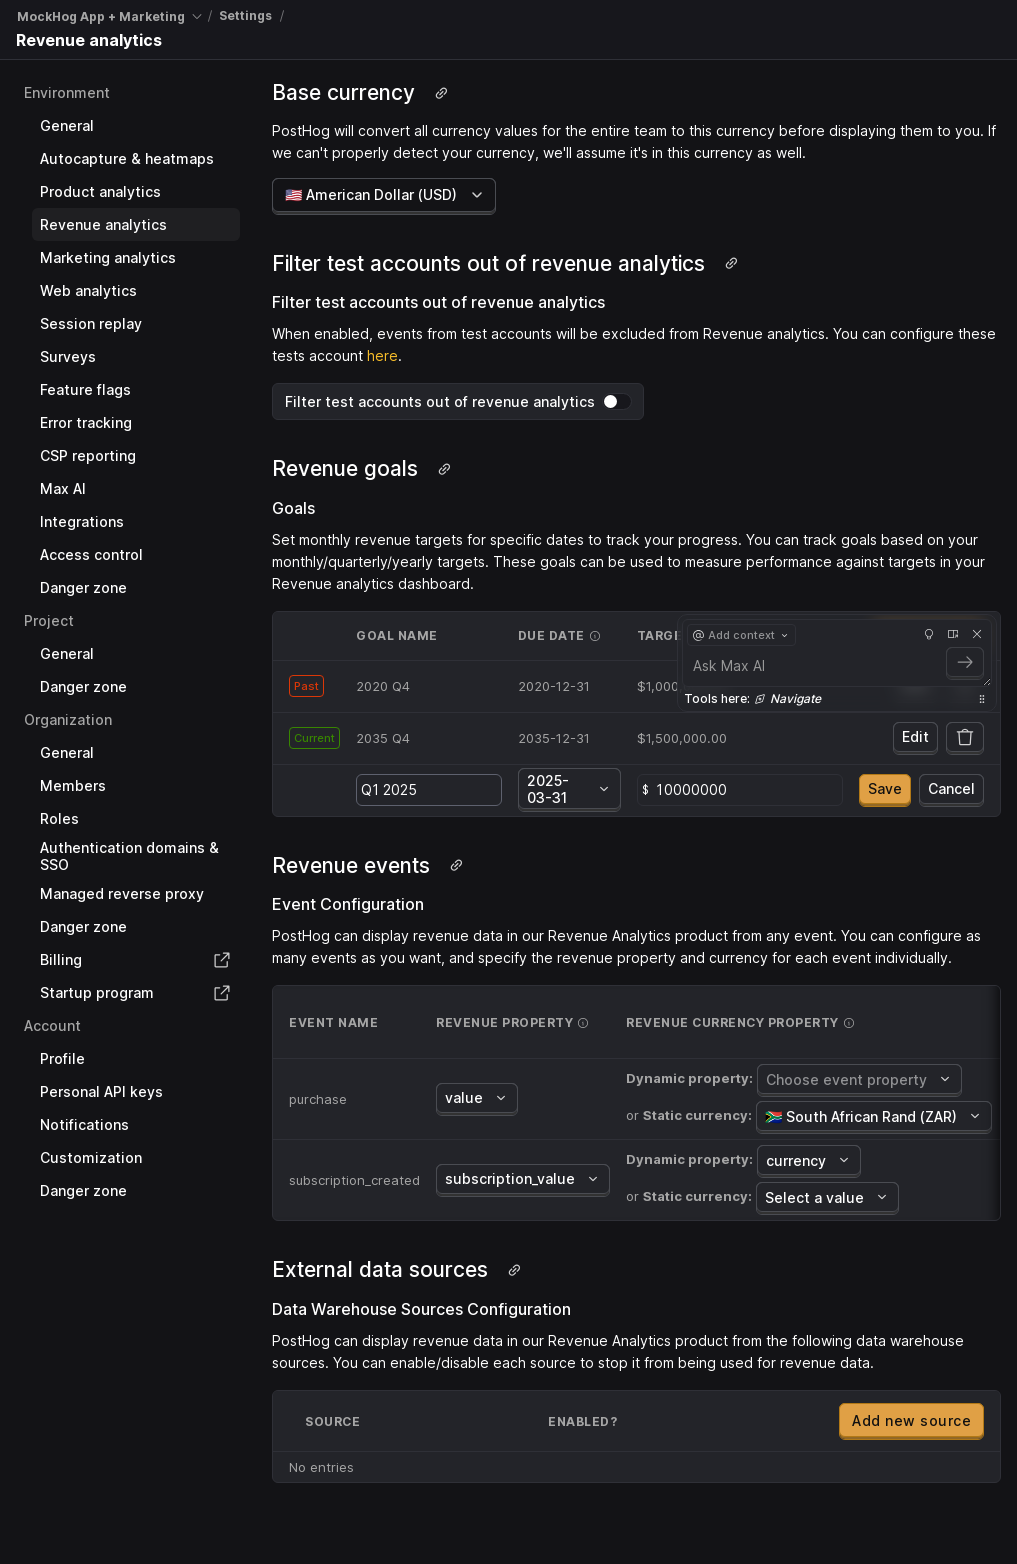 MockHog App + Marketing / Settings /
Revenue analytics
Environment
General
Autocapture & heatmaps
Product analytics
Revenue analytics
Marketing analytics
Web analytics
Session replay
Surveys
Feature flags
Error tracking
CSP reporting
Max AI
Integrations
Access control
Danger zone
Project
General
Danger zone
Organization
General
Members
Roles
Authentication domains &
SSO
Managed reverse proxy
Danger zone
Billing
Startup program
Account
Profile
Personal API keys
Notifications
Customization
Danger zone
Base currency
PostHog will convert all currency values for the entire team to this currency before displaying them to you. If
we can't properly detect your currency, we'll assume it's in this currency as well.
🇺🇸 American Dollar (USD)
Filter test accounts out of revenue analytics
Filter test accounts out of revenue analytics
When enabled, events from test accounts will be excluded from Revenue analytics. You can configure these
tests account here.
Filter test accounts out of revenue analytics
Revenue goals
Goals
Set monthly revenue targets for specific dates to track your progress. You can track goals based on your
monthly/quarterly/yearly targets. These goals can be used to measure performance against targets in your
Revenue analytics dashboard.
GOAL NAME DUE DATE TARGE
@ Add context
Ask Max AI
Tools here: Navigate
Past 2020 Q4 2020-12-31 $1,000
Current 2035 Q4 2035-12-31 $1,500,000.00 Edit
Q1 2025 2025-
03-31 $ 10000000 Save Cancel
Revenue events
Event Configuration
PostHog can display revenue data in our Revenue Analytics product from any event. You can configure as
many events as you want, and specify the revenue property and currency for each event individually.
EVENT NAME REVENUE PROPERTY REVENUE CURRENCY PROPERTY
purchase value Dynamic property: Choose event property
or Static currency: 🇿🇦 South African Rand (ZAR)
subscription_created subscription_value Dynamic property: currency
or Static currency: Select a value
External data sources
Data Warehouse Sources Configuration
PostHog can display revenue data in our Revenue Analytics product from the following data warehouse
sources. You can enable/disable each source to stop it from being used for revenue data.
SOURCE ENABLED? Add new source
No entries